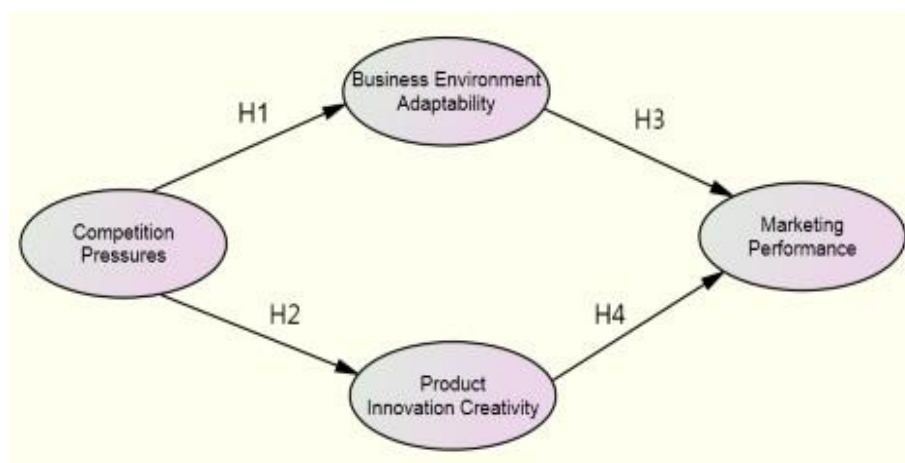 Business Environment
Adaptability
H1
H3
Competition
Pressures
Marketing
Performance
H2
H4
Product
Innovation Creativity